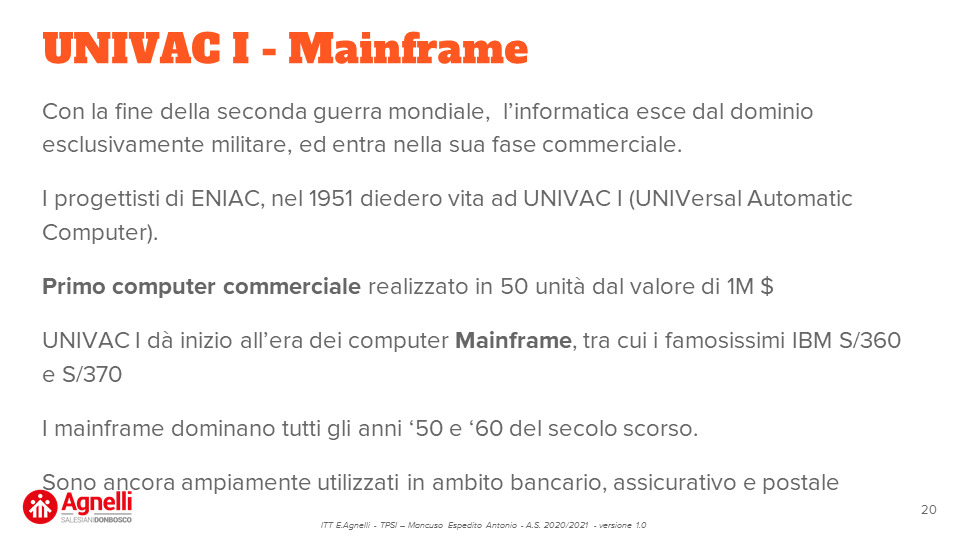 UNIVAC I - Mainframe
Con la fine della seconda guerra mondiale,  l’informatica esce dal dominio
esclusivamente militare, ed entra nella sua fase commerciale.
I progettisti di ENIAC, nel 1951 diedero vita ad UNIVAC I (UNIVersal Automatic
Computer).
Primo computer commerciale realizzato in 50 unità dal valore di 1M $
UNIVAC I dà inizio all’era dei computer Mainframe, tra cui i famosissimi IBM S/360
e S/370
I mainframe dominano tutti gli anni ‘50 e ‘60 del secolo scorso.
Sono ancora ampiamente utilizzati in ambito bancario, assicurativo e postale
Agnelli
SALESIANIDONBOSCO
ITT E.Agnelli - TPSI – Mancuso Espedito Antonio - A.S. 2020/2021 - versione 1.0
20